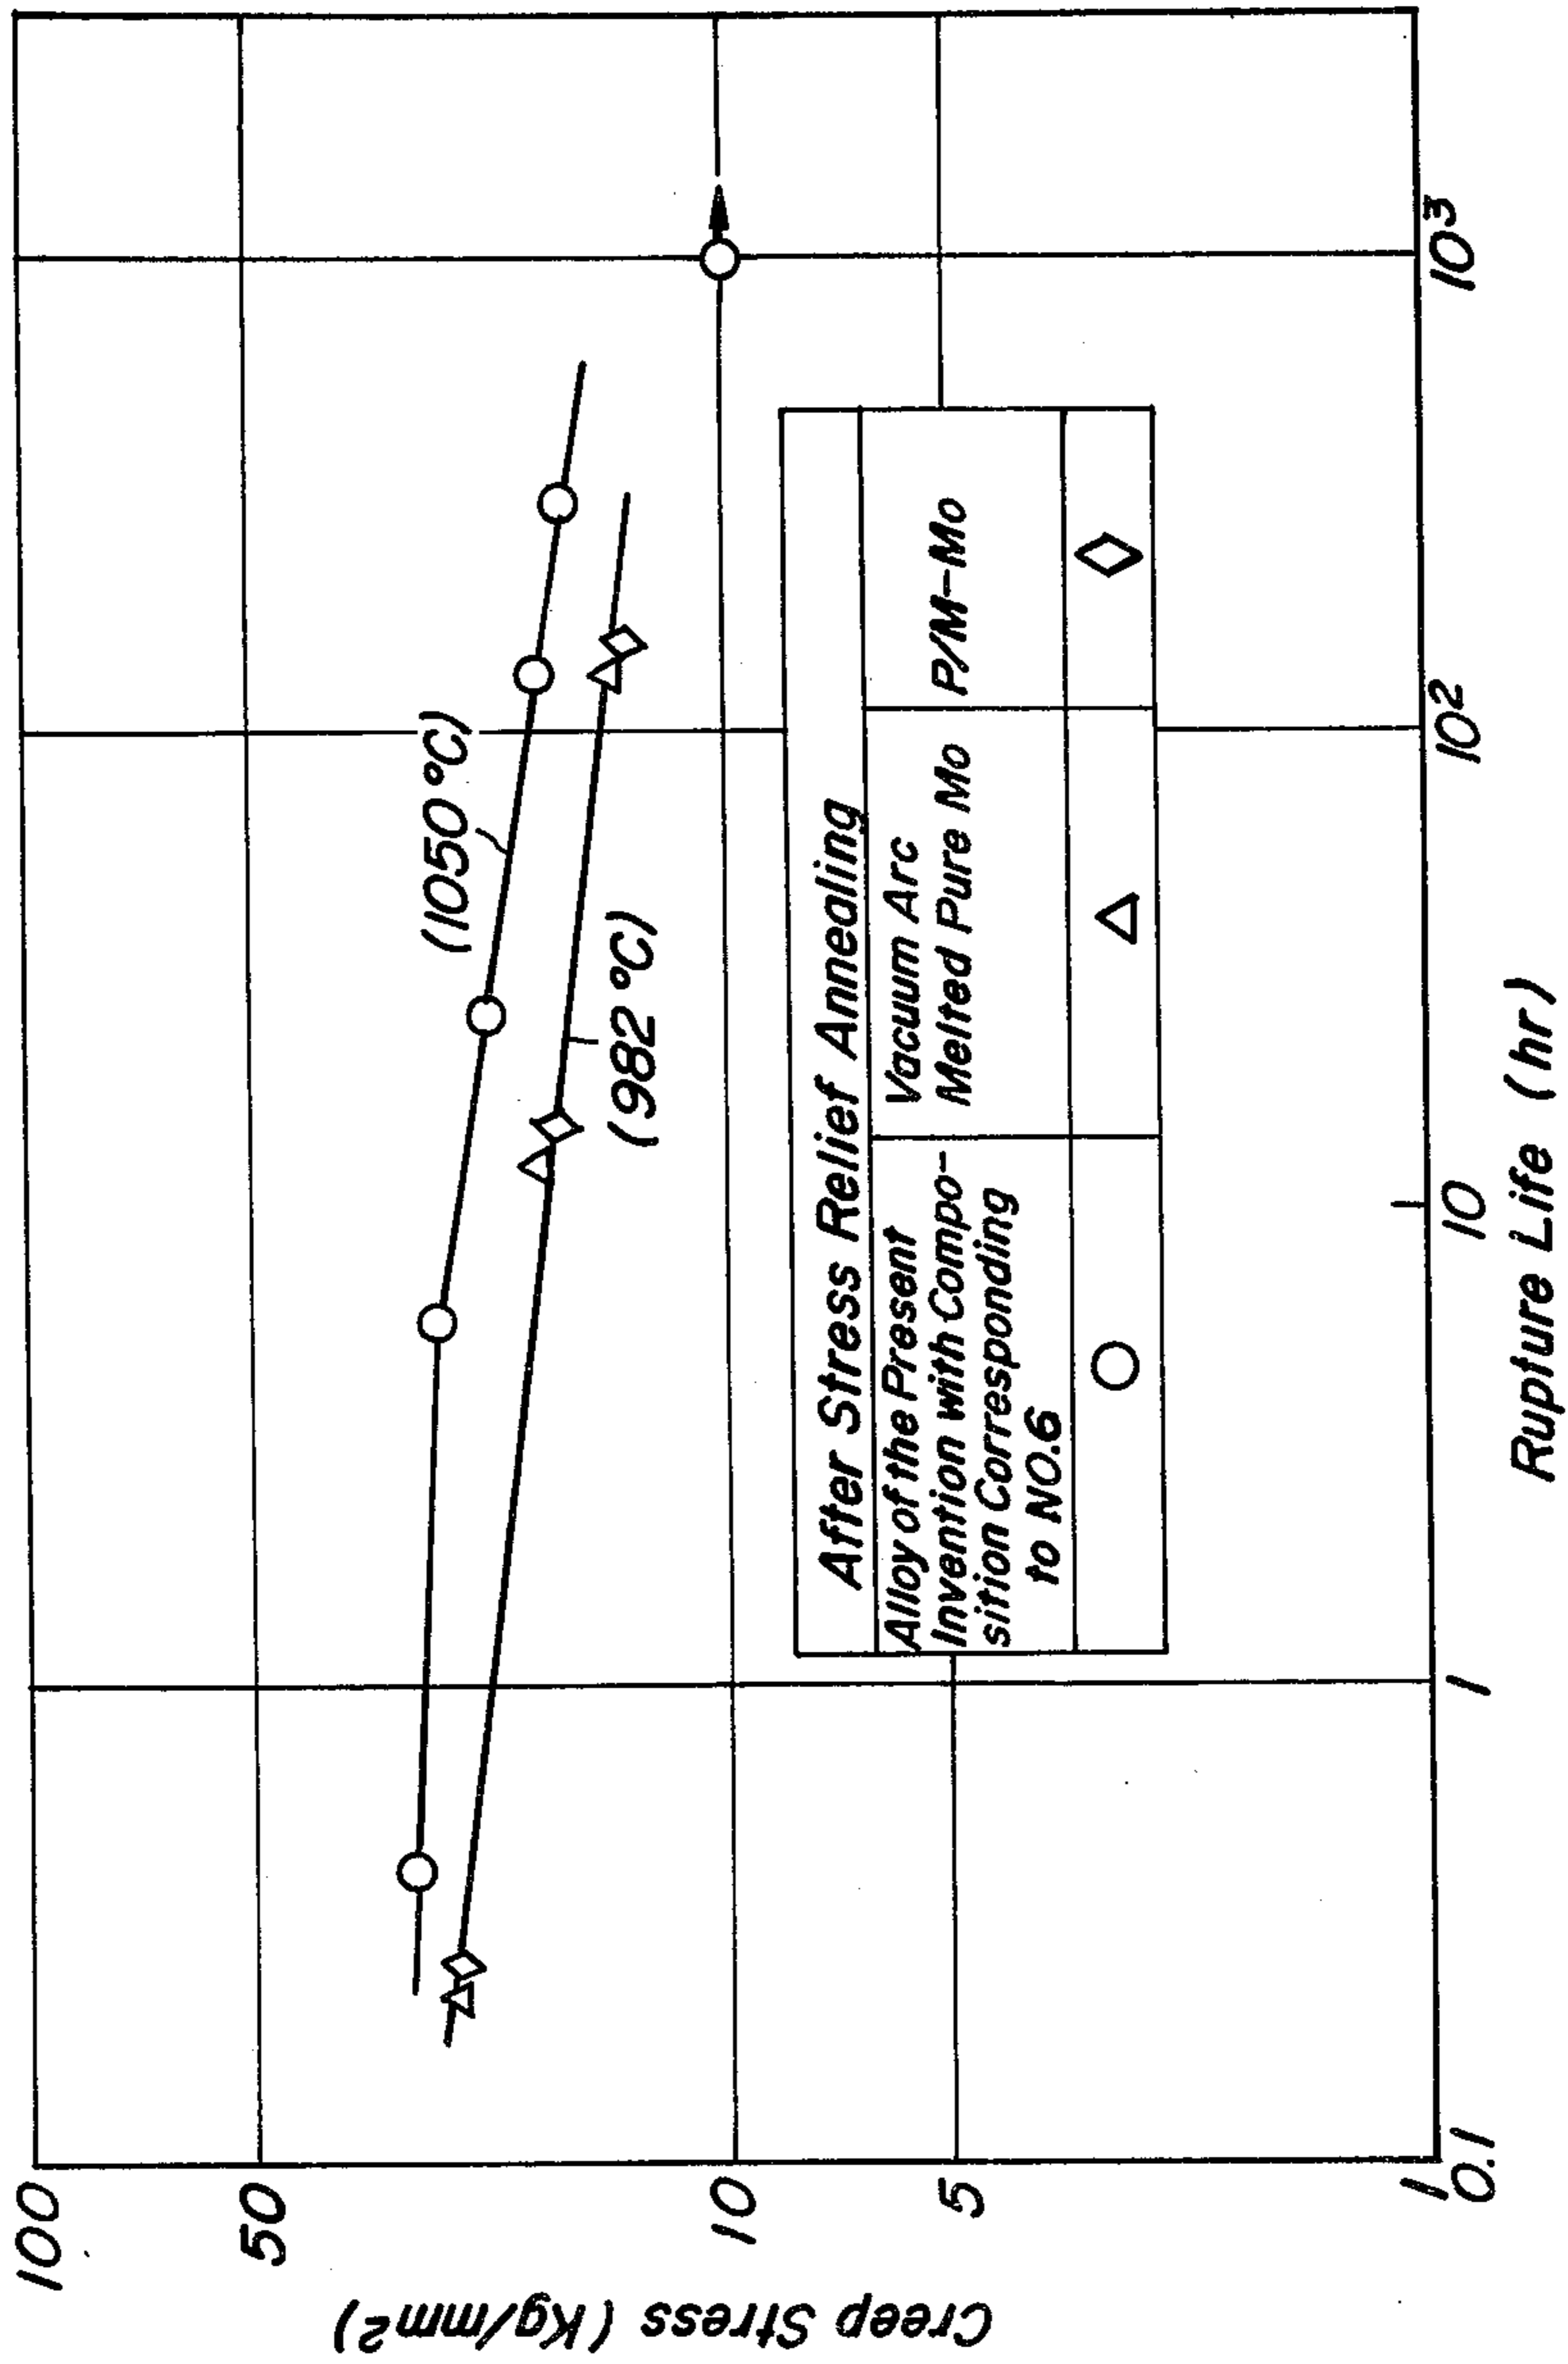 Creep Stress (Kg/mm²)
100
50
10
5
1
0.1
1
10
10²
10³
Rupture Life (hr)
(1050°C)
(982°C)
After Stress Relief Annealing
Alloy of the Present
Invention with Compo-
sition Corresponding
to NO.6
Vacuum Arc
Melted Pure Mo
P/M-Mo